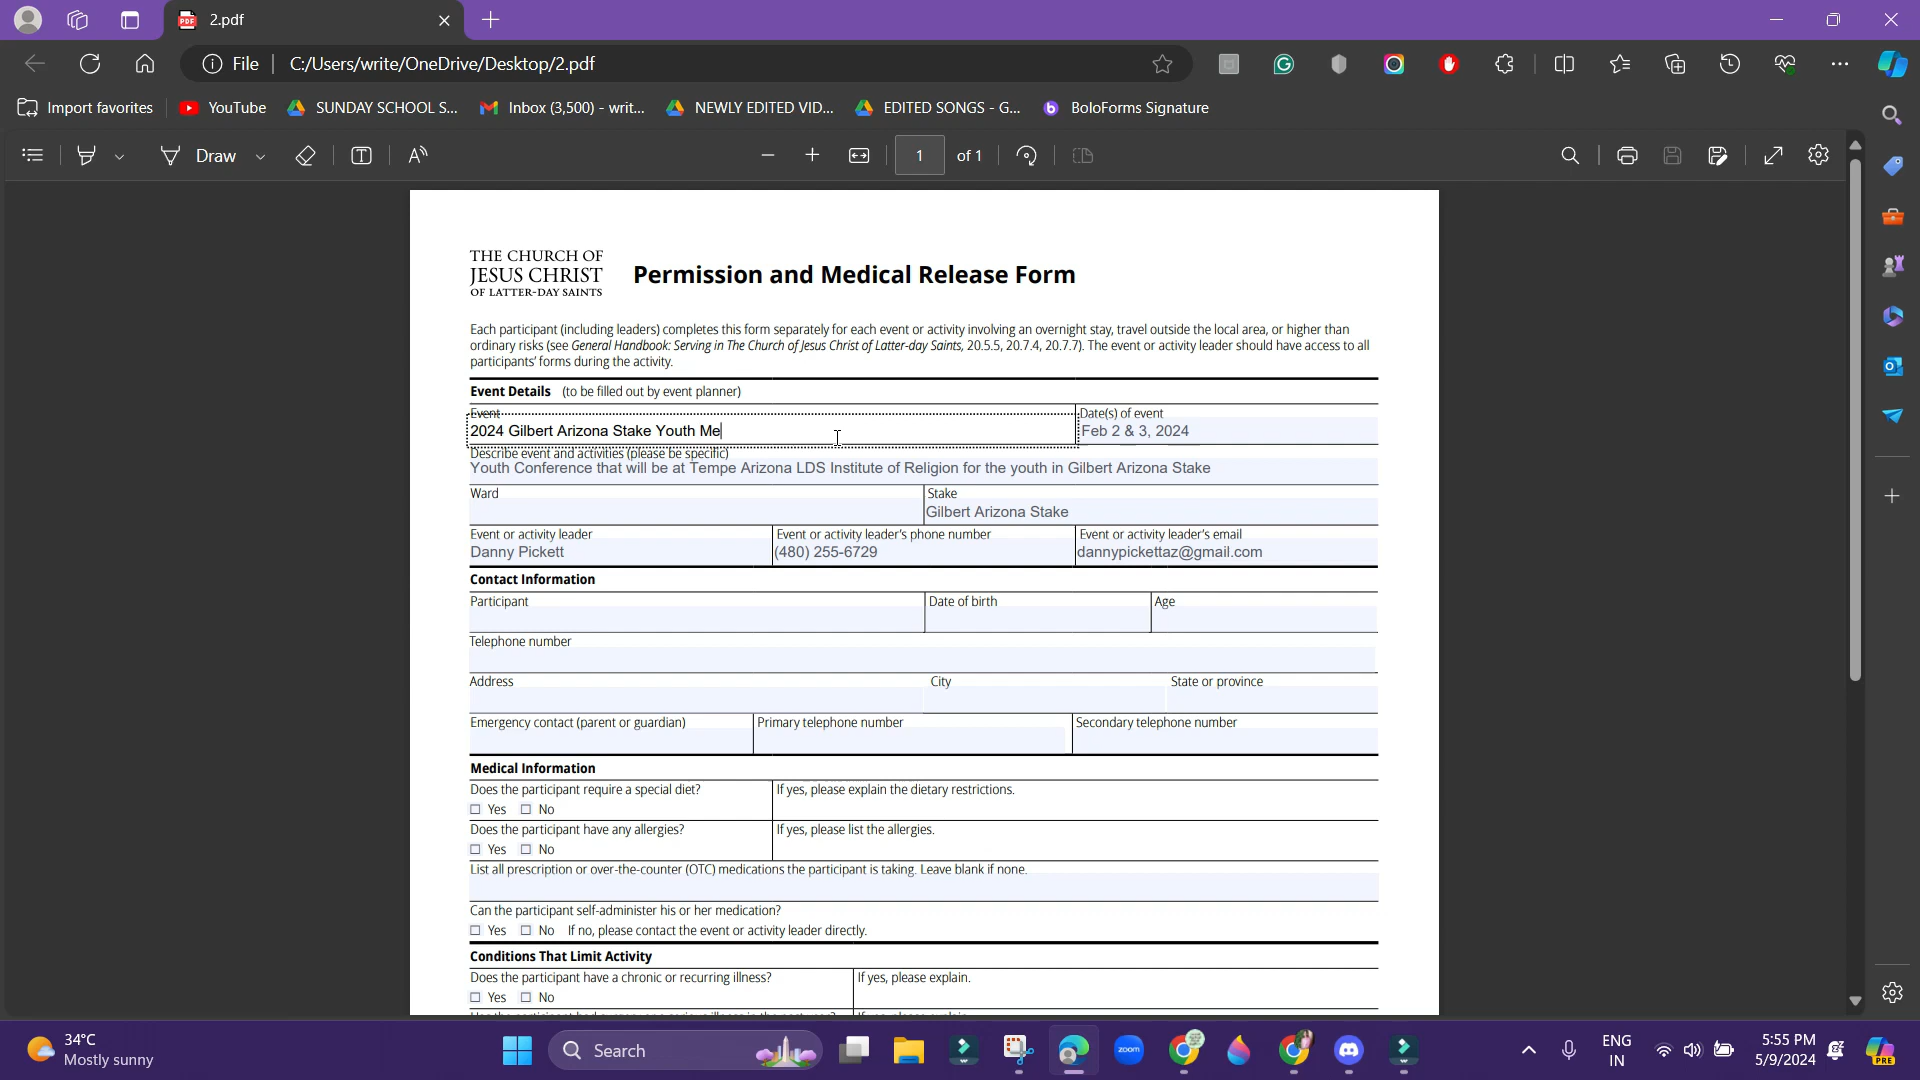 2.pdf
File
C:/Users/write/OneDrive/Desktop/2.pdf
Import favorites
YouTube
SUNDAY SCHOOL S...
Inbox (3,500) - writ...
NEWLY EDITED VID...
EDITED SONGS - G...
BoloForms Signature
Draw
1
of 1
THE CHURCH OF
JESUS CHRIST
OF LATTER-DAY SAINTS
Permission and Medical Release Form
Each participant (including leaders) completes this form separately for each event or activity involving an overnight stay, travel outside the local area, or higher than
ordinary risks (see General Handbook: Serving in The Church of Jesus Christ of Latter-day Saints, 20.5.5, 20.7.4, 20.7.7). The event or activity leader should have access to all
participants' forms during the activity.
Event Details (to be filled out by event planner)
Event
Date(s) of event
2024 Gilbert Arizona Stake Youth Me
Feb 2 & 3, 2024
Describe event and activities (please be specific)
Youth Conference that will be at Tempe Arizona LDS Institute of Religion for the youth in Gilbert Arizona Stake
Ward
Stake
Gilbert Arizona Stake
Event or activity leader
Event or activity leader's phone number
Event or activity leader's email
Danny Pickett
(480) 255-6729
dannypickettaz@gmail.com
Contact Information
Participant
Date of birth
Age
Telephone number
Address
City
State or province
Emergency contact (parent or guardian)
Primary telephone number
Secondary telephone number
Medical Information
Does the participant require a special diet?
If yes, please explain the dietary restrictions.
Yes No
Does the participant have any allergies?
If yes, please list the allergies.
Yes No
List all prescription or over-the-counter (OTC) medications the participant is taking. Leave blank if none.
Can the participant self-administer his or her medication?
Yes No If no, please contact the event or activity leader directly.
Conditions That Limit Activity
Does the participant have a chronic or recurring illness?
If yes, please explain.
Yes No
34°C
Mostly sunny
Search
zoom
ENG
IN
5:55 PM
5/9/2024
PRE